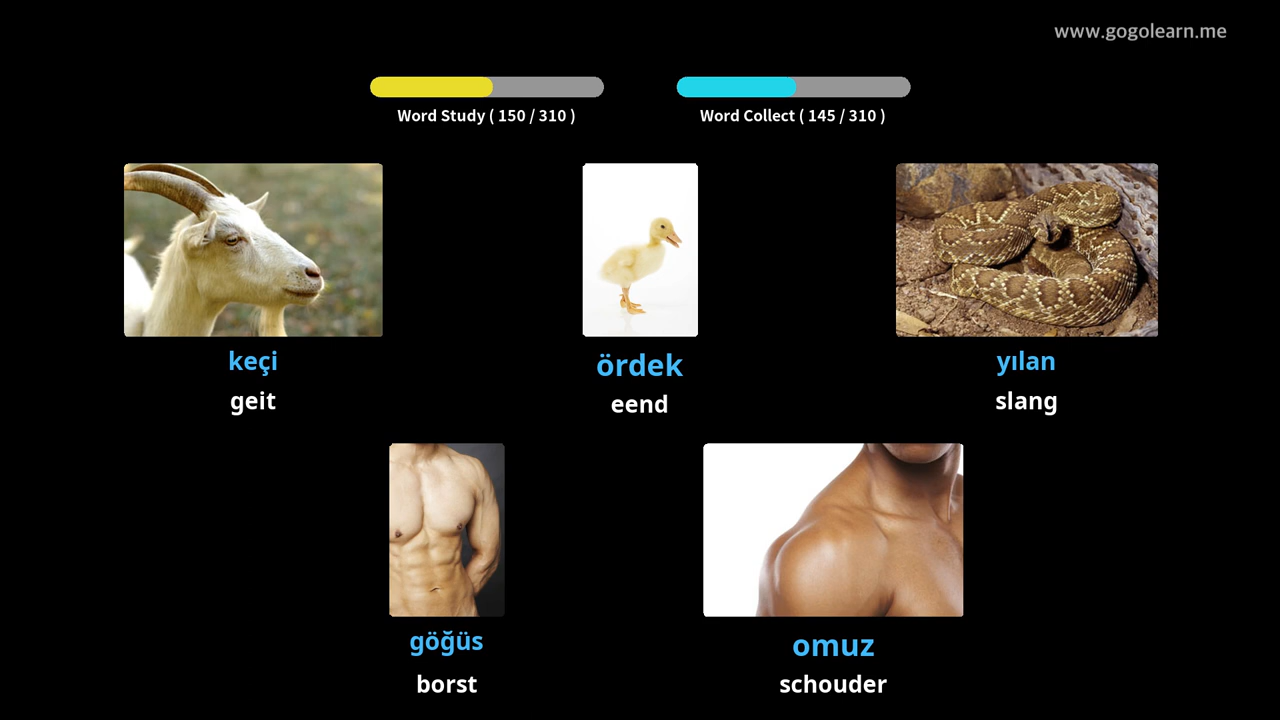 www.gogolearn.me
Word Study ( 150 / 310 )
Word Collect ( 145 / 310 )
keçi
geit
ördek
eend
yılan
slang
göğüs
borst
omuz
schouder